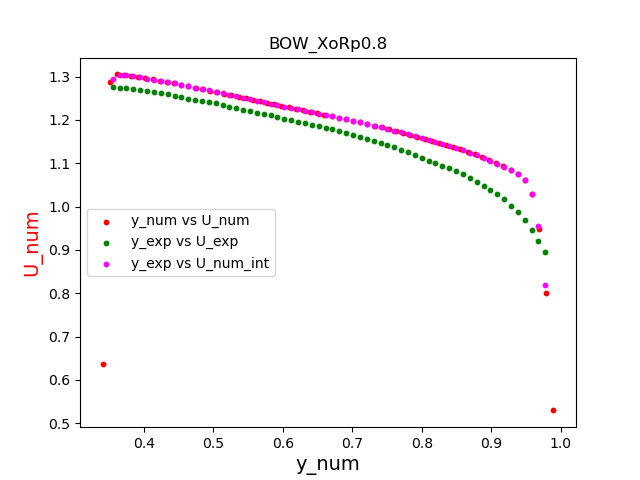 BOW_XoRp0.8
U_num
1.3
1.2
1.1
1.0
0.9
0.8
0.7
0.6
0.5
y_num vs U_num
y_exp vs U_exp
y_exp vs U_num_int
0.4 0.5 0.6 0.7 0.8 0.9 1.0
y_num